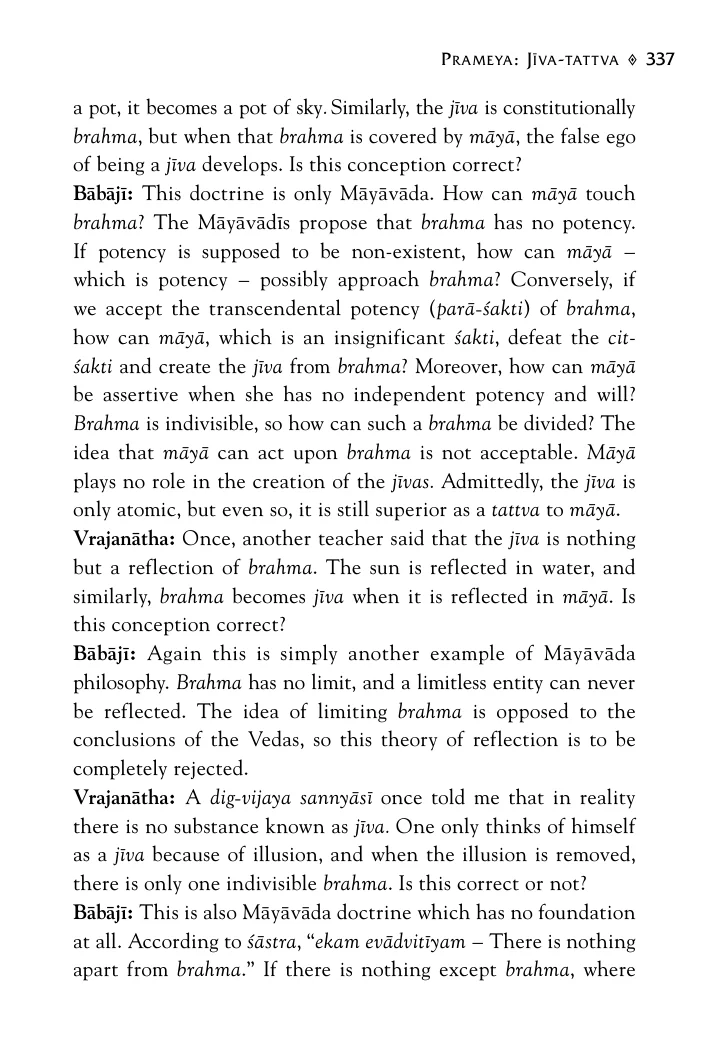 PRAMEYA: JĪVA-TATTVA ◈ 337
a pot, it becomes a pot of sky. Similarly, the jīva is constitutionally
brahma, but when that brahma is covered by māyā, the false ego
of being a jīva develops. Is this conception correct?
Bābājī: This doctrine is only Māyāvāda. How can māyā touch
brahma? The Māyāvādīs propose that brahma has no potency.
If potency is supposed to be non-existent, how can māyā –
which is potency – possibly approach brahma? Conversely, if
we accept the transcendental potency (parā-śakti) of brahma,
how can māyā, which is an insignificant śakti, defeat the cit-
śakti and create the jīva from brahma? Moreover, how can māyā
be assertive when she has no independent potency and will?
Brahma is indivisible, so how can such a brahma be divided? The
idea that māyā can act upon brahma is not acceptable. Māyā
plays no role in the creation of the jīvas. Admittedly, the jīva is
only atomic, but even so, it is still superior as a tattva to māyā.
Vrajanātha: Once, another teacher said that the jīva is nothing
but a reflection of brahma. The sun is reflected in water, and
similarly, brahma becomes jīva when it is reflected in māyā. Is
this conception correct?
Bābājī: Again this is simply another example of Māyāvāda
philosophy. Brahma has no limit, and a limitless entity can never
be reflected. The idea of limiting brahma is opposed to the
conclusions of the Vedas, so this theory of reflection is to be
completely rejected.
Vrajanātha: A dig-vijaya sannyāsī once told me that in reality
there is no substance known as jīva. One only thinks of himself
as a jīva because of illusion, and when the illusion is removed,
there is only one indivisible brahma. Is this correct or not?
Bābājī: This is also Māyāvāda doctrine which has no foundation
at all. According to śāstra, “ekam evādvitīyam – There is nothing
apart from brahma.” If there is nothing except brahma, where